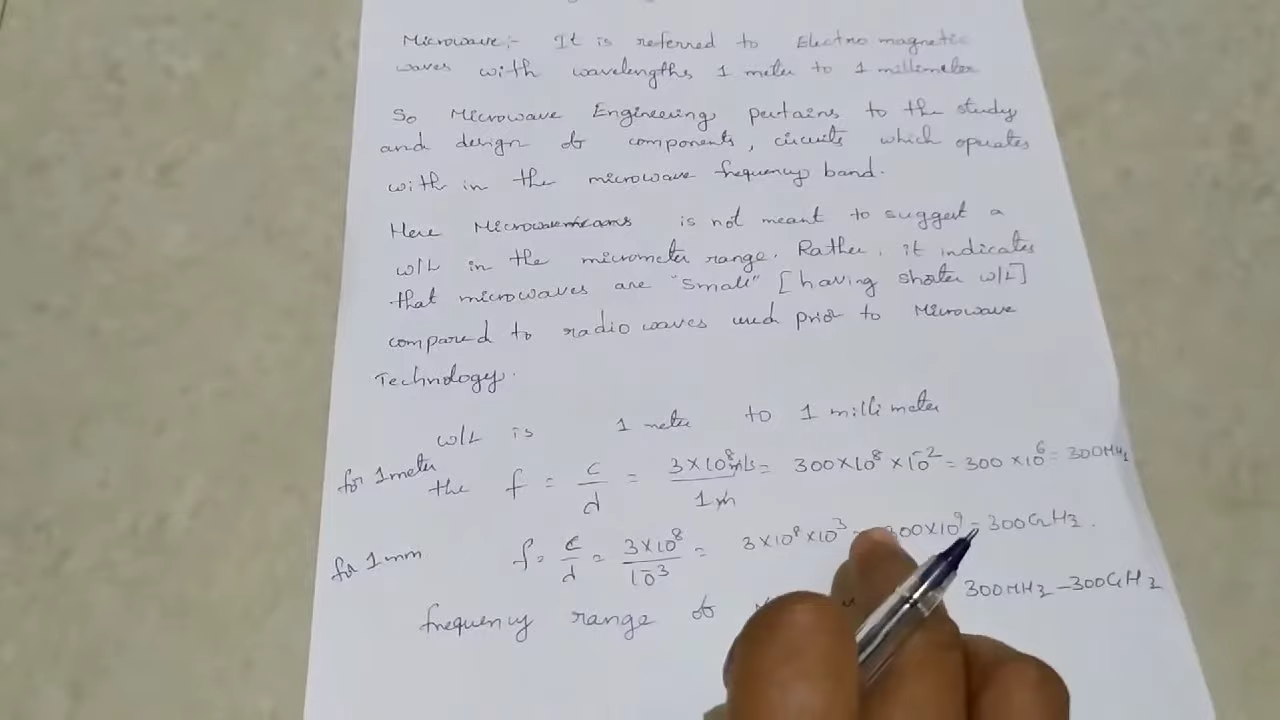 Microwave:- It is referred to Electro magnetic
waves with wavelengths 1 meter to 1 millimeter
So Microwave Engineering pertains to the study
and design of components, circuits which operates
with in the microwave frequency band.
Here Microwave means is not meant to suggest a
W/L in the micrometer range. Rather, it indicates
that microwaves are "Small" [having shorter W/L]
compared to radio waves used prior to Microwave
Technology.
W/L is 1 meter to 1 milli meter
for 1 meter the f = c/d = 3×10⁸ m/s / 1 m = 300×10⁸×10⁻² = 300×10⁶ = 300MHz
for 1 mm f = c/d = 3×10⁸ / 10⁻³ = 3×10⁸×10³ = 300×10⁹ = 300GHz.
frequency range of 300MHz - 300GHz